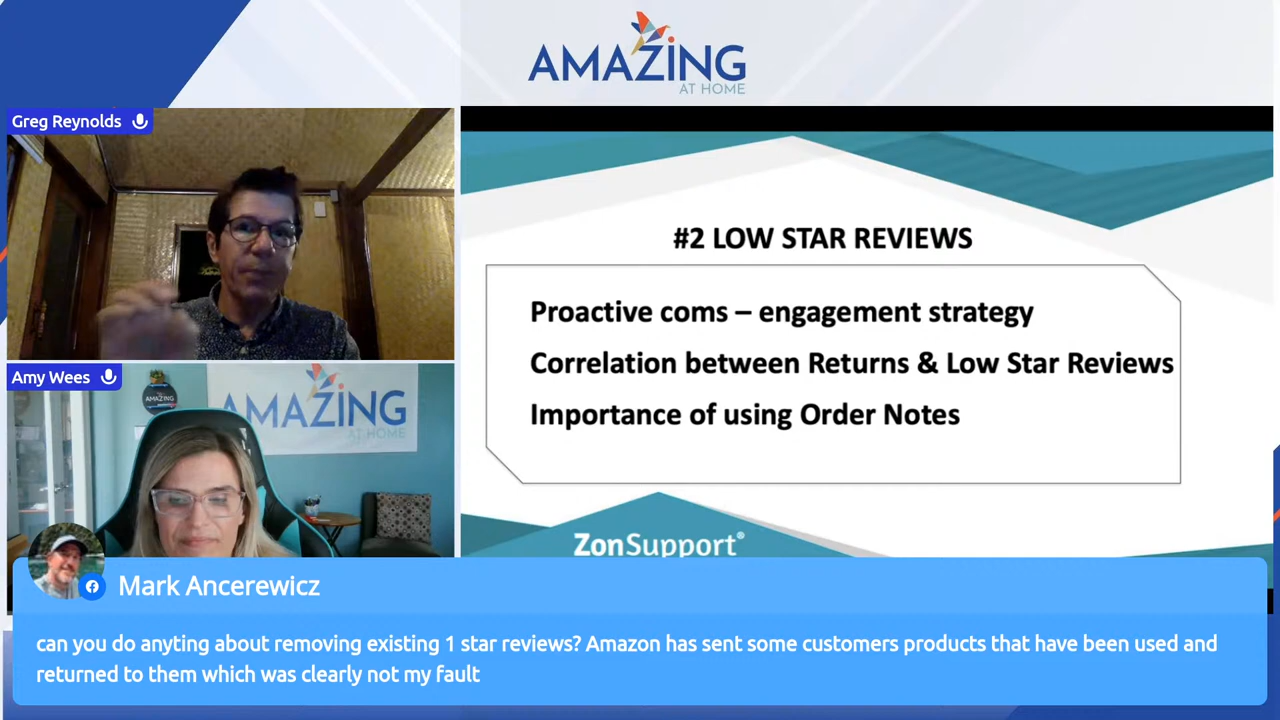 AMAZING
AT HOME
Greg Reynolds
#2 LOW STAR REVIEWS
Proactive coms – engagement strategy
Correlation between Returns & Low Star Reviews
Importance of using Order Notes
ZonSupport®
Amy Wees
AMAZING
AMAZING
AT HOME
Mark Ancerewicz
can you do anyting about removing existing 1 star reviews? Amazon has sent some customers products that have been used and
returned to them which was clearly not my fault